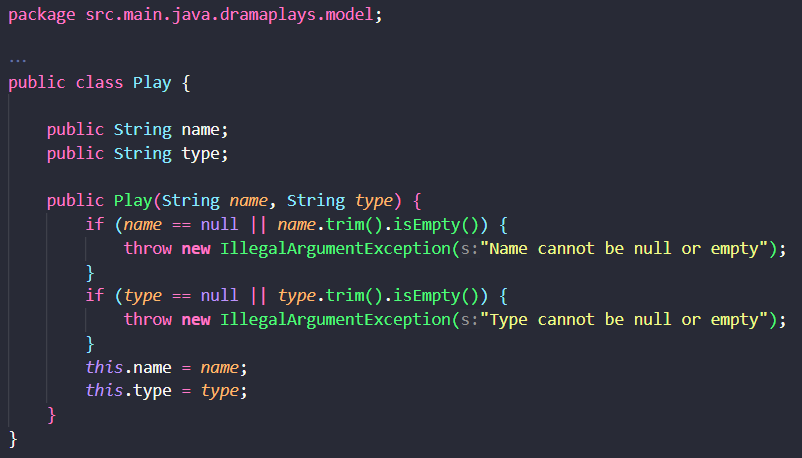 package src.main.java.dramaplays.model;
...
public class Play {
public String name;
public String type;
public Play(String name, String type) {
if (name == null || name.trim().isEmpty()) {
throw new IllegalArgumentException(s:"Name cannot be null or empty");
}
if (type == null || type.trim().isEmpty()) {
throw new IllegalArgumentException(s:"Type cannot be null or empty");
}
this.name = name;
this.type = type;
}
}